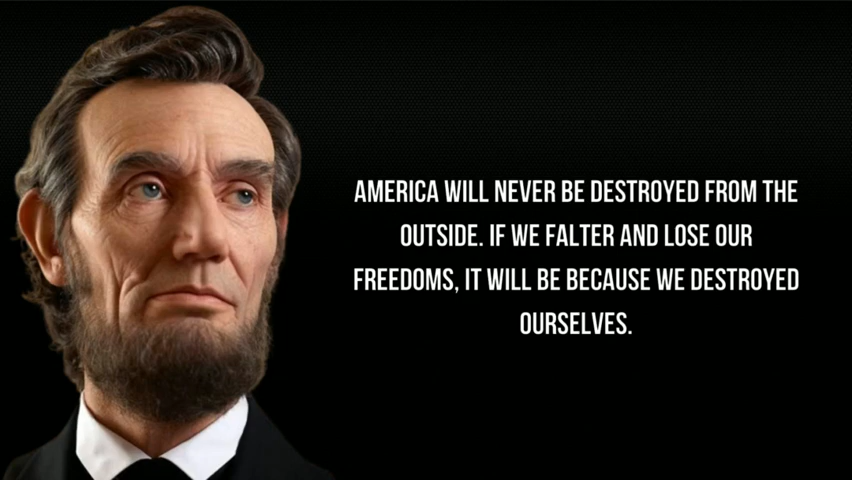 AMERICA WILL NEVER BE DESTROYED FROM THE
OUTSIDE. IF WE FALTER AND LOSE OUR
FREEDOMS, IT WILL BE BECAUSE WE DESTROYED
OURSELVES.